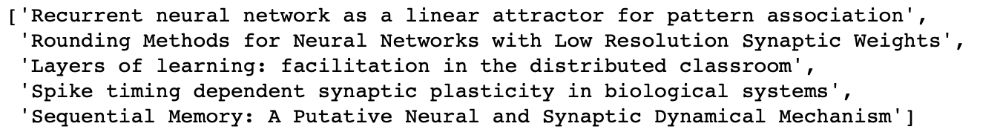 ['Recurrent neural network as a linear attractor for pattern association',
'Rounding Methods for Neural Networks with Low Resolution Synaptic Weights',
'Layers of learning: facilitation in the distributed classroom',
'Spike timing dependent synaptic plasticity in biological systems',
'Sequential Memory: A Putative Neural and Synaptic Dynamical Mechanism']